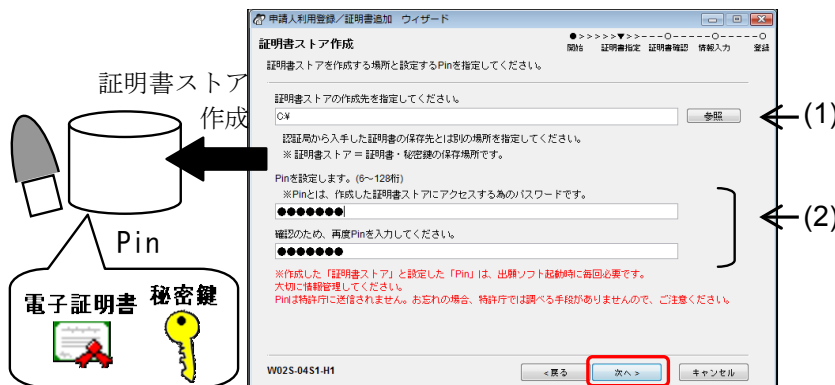 申請人利用登録/証明書追加 ウィザード
証明書ストア作成
●>>>>>▼>>---○-----○-----○
開始 証明書指定 証明書確認 情報入力 登録
証明書ストアを作成する場所と設定するPinを指定してください。
証明書ストアの作成先を指定してください。
C:¥
参照
(1)
認証局から入手した証明書の保存先とは別の場所を指定してください。
※ 証明書ストア = 証明書・秘密鍵の保存場所です。
Pinを設定します。(6~128桁)
※Pinとは、作成した証明書ストアにアクセスする為のパスワードです。
●●●●●●●
(2)
確認のため、再度Pinを入力してください。
●●●●●●●
※作成した「証明書ストア」と設定した「Pin」は、出願ソフト起動時に毎回必要です。
大切に情報管理してください。
Pinは特許庁に送信されません。お忘れの場合、特許庁では調べる手段がありませんので、ご注意ください。
W02S-04S1-H1
<戻る
次へ >
キャンセル
証明書ストア
作成
Pin
電子証明書
秘密鍵